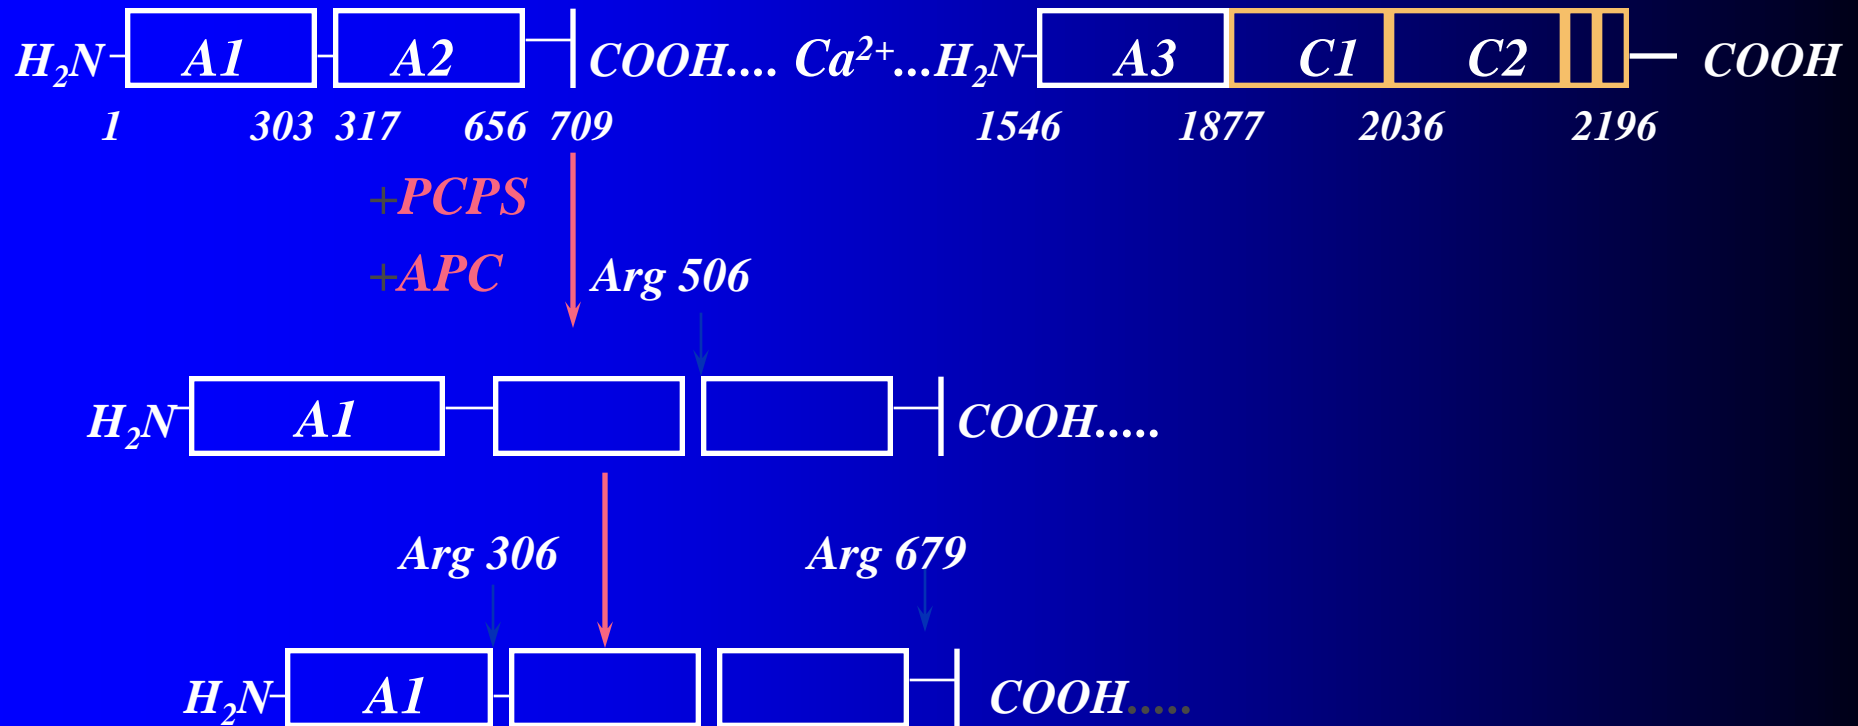 H₂N A1 A2 COOH.... Ca²⁺...H₂N A3 C1 C2 COOH
1 303 317 656 709 1546 1877 2036 2196
+PCPS
+APC Arg 506
H₂N A1 COOH.....
Arg 306 Arg 679
H₂N A1 COOH.....